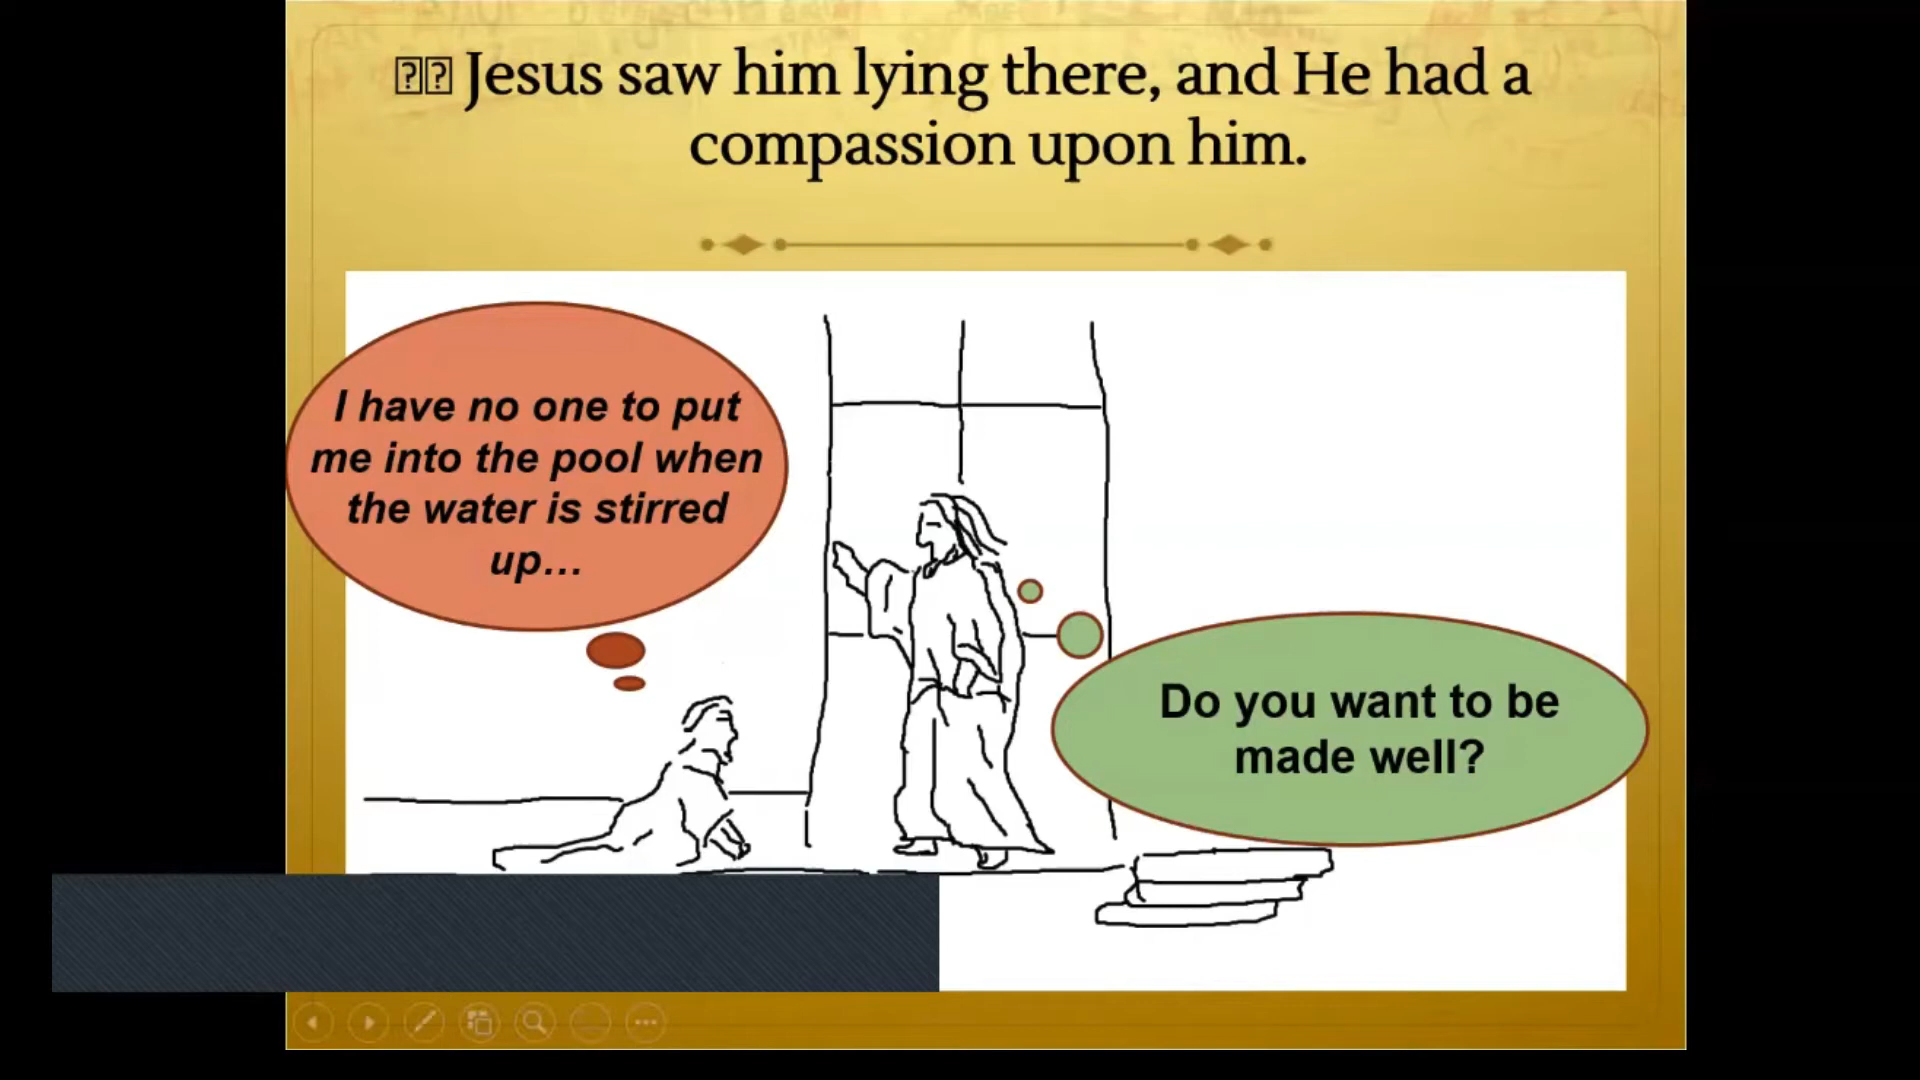 Jesus saw him lying there, and He had a
compassion upon him.
I have no one to put
me into the pool when
the water is stirred
up...
Do you want to be
made well?